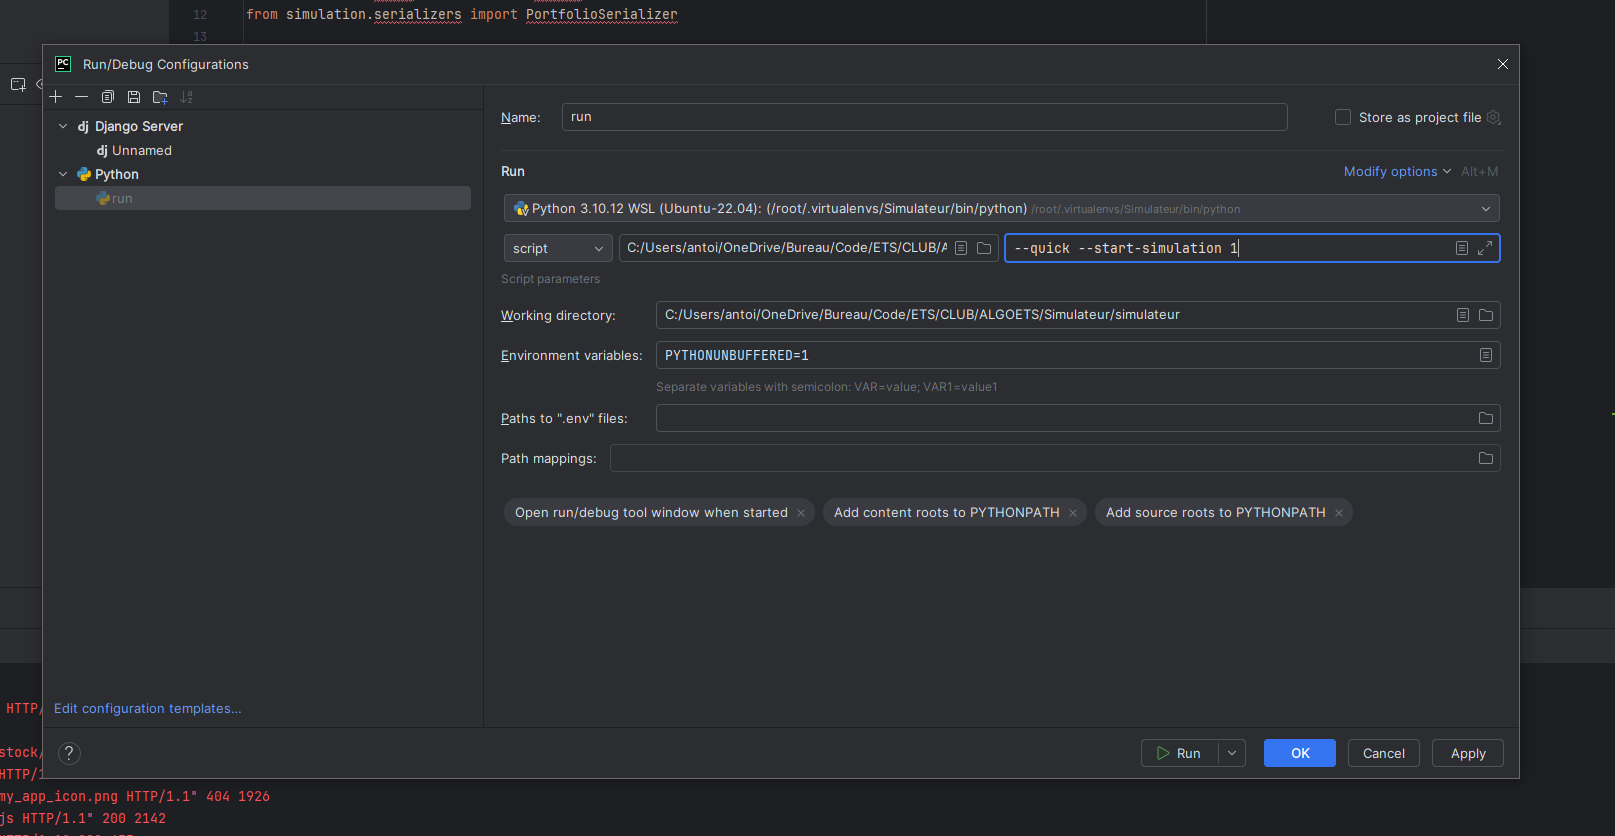 12 from simulation.serializers import PortfolioSerializer
13
PC Run/Debug Configurations
dj Django Server
dj Unnamed
Python
run
Edit configuration templates...
Name: run Store as project file
Run Modify options Alt+M
Python 3.10.12 WSL (Ubuntu-22.04): (/root/.virtualenvs/Simulateur/bin/python) /root/.virtualenvs/Simulateur/bin/python
script C:/Users/antoi/OneDrive/Bureau/Code/ETS/CLUB/A --quick --start-simulation 1
Script parameters
Working directory: C:/Users/antoi/OneDrive/Bureau/Code/ETS/CLUB/ALGOETS/Simulateur/simulateur
Environment variables: PYTHONUNBUFFERED=1
Separate variables with semicolon: VAR=value; VAR1=value1
Paths to ".env" files:
Path mappings:
Open run/debug tool window when started × Add content roots to PYTHONPATH × Add source roots to PYTHONPATH ×
? Run OK Cancel Apply
HTTP/
stock/
HTTP/1
my_app_icon.png HTTP/1.1" 404 1926
js HTTP/1.1" 200 2142